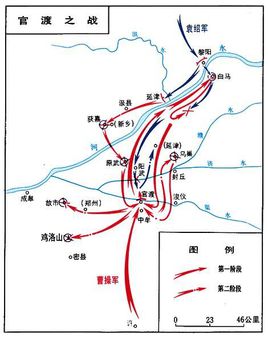 官渡之战
袁绍军
黎阳
白马
延津
汲县
获嘉
(新乡)
河
水
(延津)
原武
阳武
乌巢
封丘
济
水
官渡
浚仪
成皋
故市
(郑州)
中牟
鸡洛山
密县
曹操军
图例
第一阶段
第二阶段
0 23 46公里